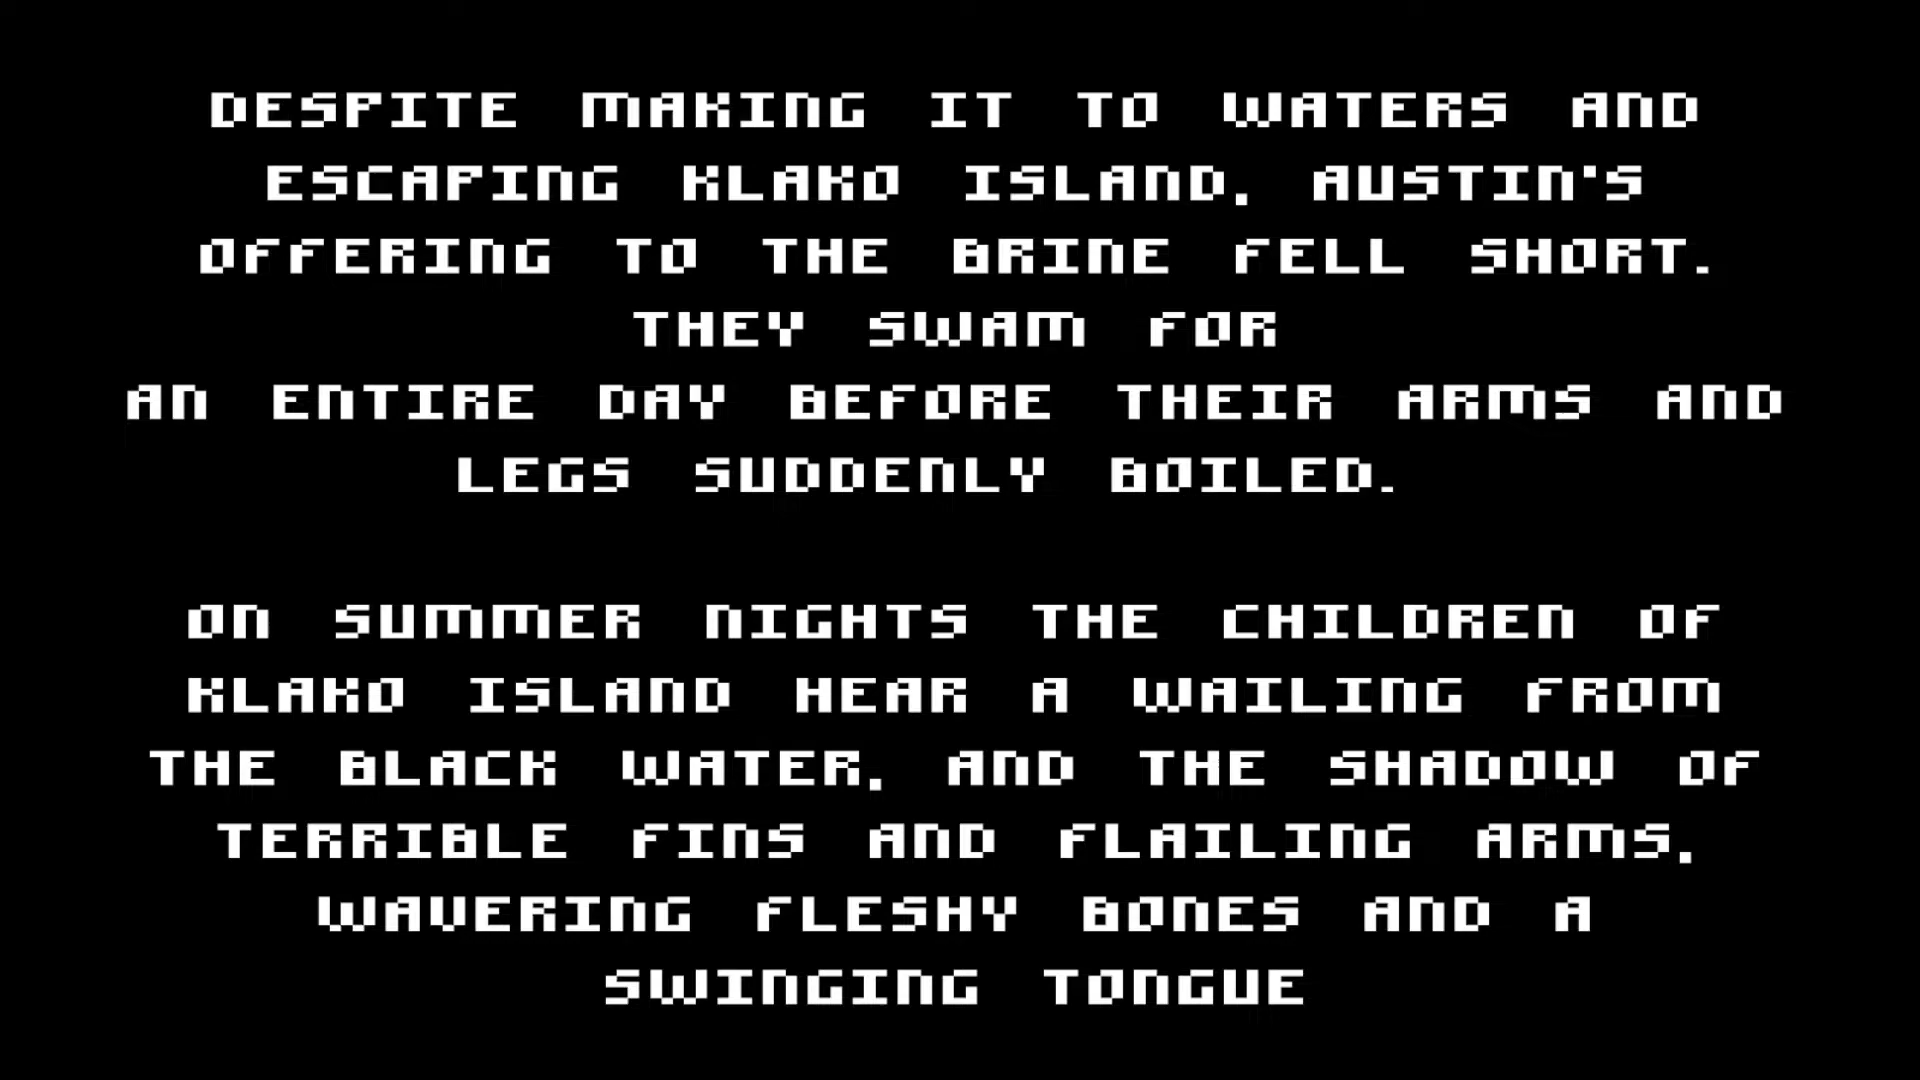 DESPITE MAKING IT TO WATERS AND
ESCAPING KLAKO ISLAND, AUSTIN'S
OFFERING TO THE BRINE FELL SHORT.
THEY SWAM FOR
AN ENTIRE DAY BEFORE THEIR ARMS AND
LEGS SUDDENLY BOILED.
ON SUMMER NIGHTS THE CHILDREN OF
KLAKO ISLAND HEAR A WAILING FROM
THE BLACK WATER, AND THE SHADOW OF
TERRIBLE FINS AND FLAILING ARMS,
WAVERING FLESHY BONES AND A
SWINGING TONGUE